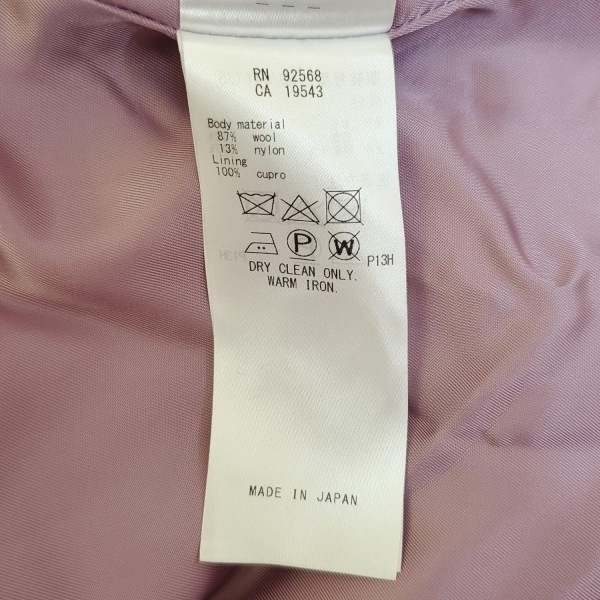 RN 92568
CA 19543
Body material
87% wool
13% nylon
Lining
100% cupro
P W P13H
DRY CLEAN ONLY.
WARM IRON.
MADE IN JAPAN